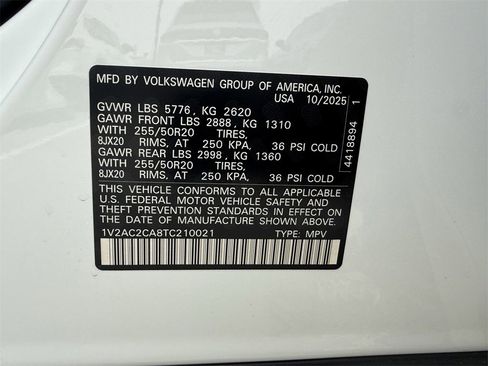 MFD BY VOLKSWAGEN GROUP OF AMERICA, INC.
USA 10/2025
GVWR LBS 5776, KG 2620
GAWR FRONT LBS 2888, KG 1310
WITH 255/50R20 TIRES,
8JX20 RIMS, AT 250 KPA, 36 PSI COLD
GAWR REAR LBS 2998, KG 1360
WITH 255/50R20 TIRES,
8JX20 RIMS, AT 250 KPA, 36 PSI COLD
THIS VEHICLE CONFORMS TO ALL APPLICABLE
U.S. FEDERAL MOTOR VEHICLE SAFETY AND
THEFT PREVENTION STANDARDS IN EFFECT ON
THE DATE OF MANUFACTURE SHOWN ABOVE.
1V2AC2CA8TC210021 TYPE: MPV
4418894 1